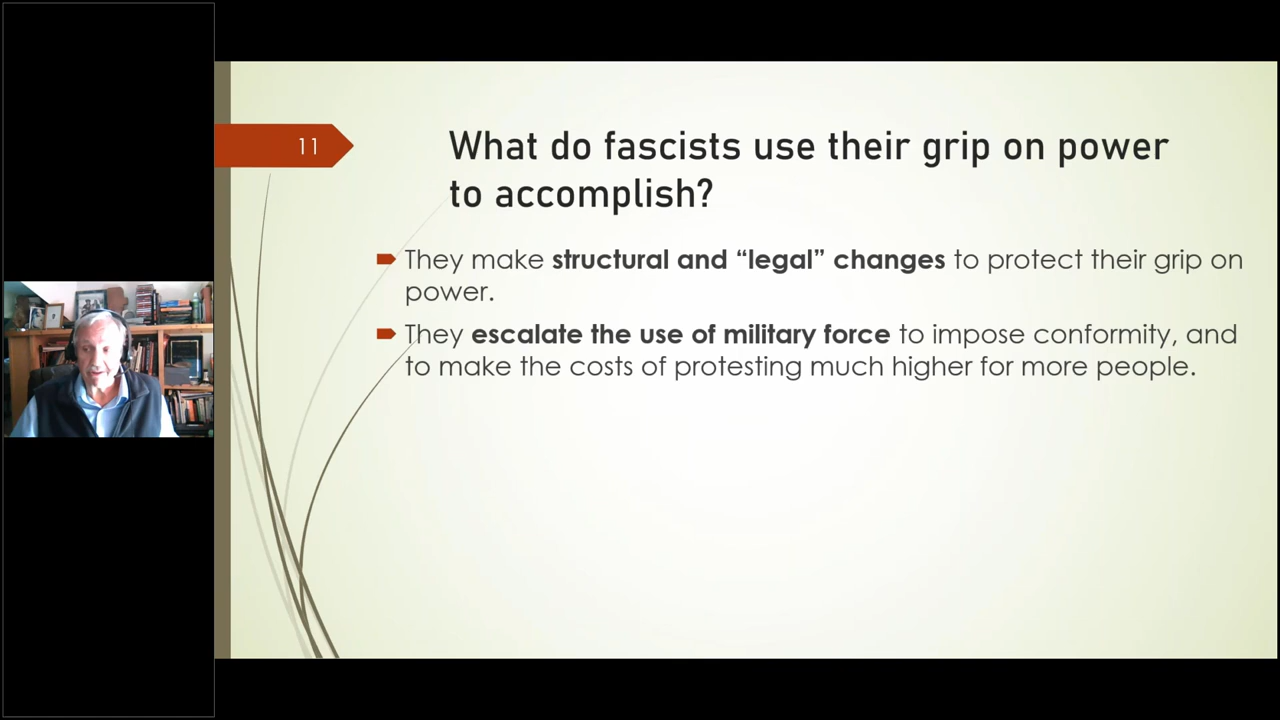 11
What do fascists use their grip on power
to accomplish?
They make structural and “legal” changes to protect their grip on
power.
They escalate the use of military force to impose conformity, and
to make the costs of protesting much higher for more people.